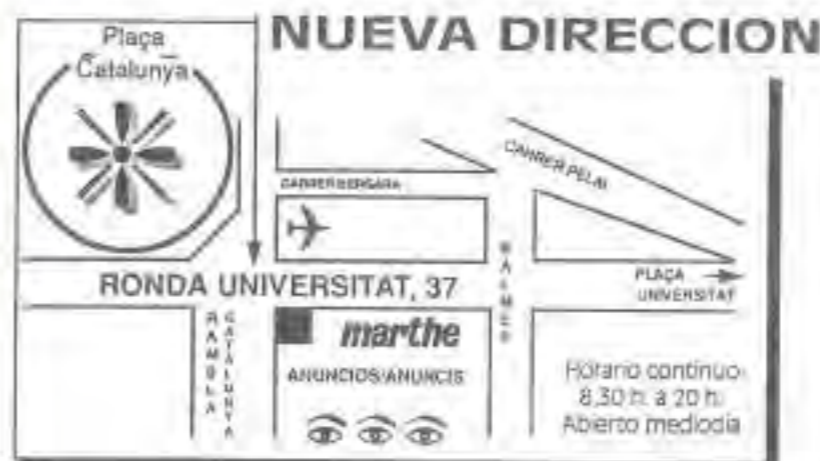 NUEVA DIRECCION
Plaça
Catalunya
CARRER PELAI
CARRER BERGARA
BALMES
PLAÇA
UNIVERSITAT
RONDA UNIVERSITAT, 37
RAMBLA
CATALUNYA
marthe
ANUNCIOS/ANUNCIS
Horario continuo
8,30 h. a 20 h.
Abierto mediodía